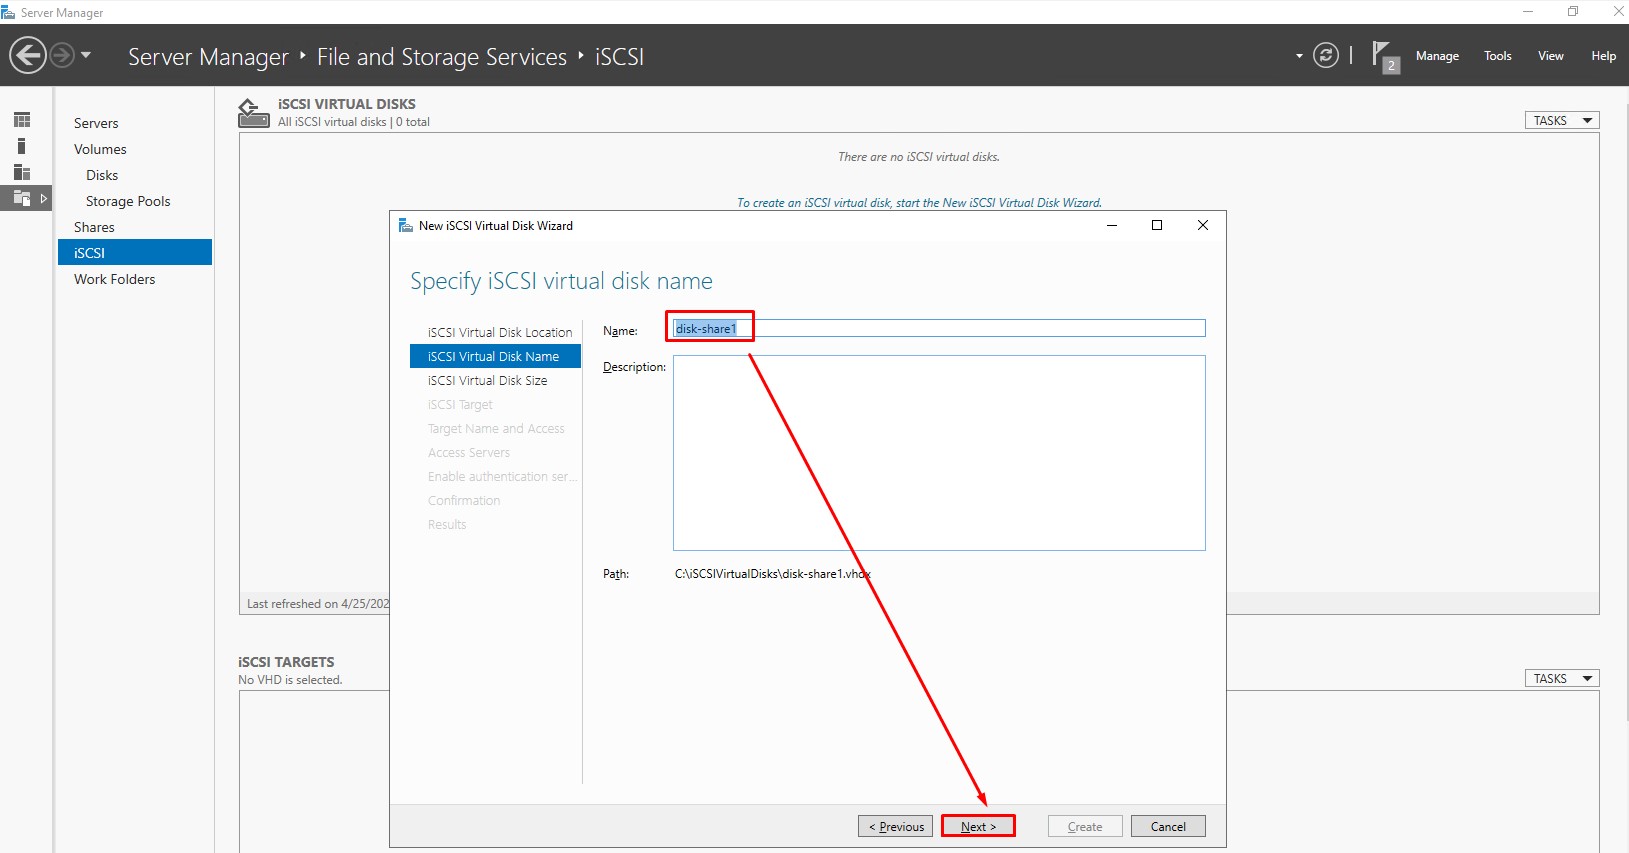 Server Manager
Server Manager ‣ File and Storage Services ‣ iSCSI
2
Manage
Tools
View
Help
Servers
Volumes
Disks
Storage Pools
Shares
iSCSI
Work Folders
iSCSI VIRTUAL DISKS
All iSCSI virtual disks | 0 total
TASKS
There are no iSCSI virtual disks.
To create an iSCSI virtual disk, start the New iSCSI Virtual Disk Wizard.
New iSCSI Virtual Disk Wizard
Specify iSCSI virtual disk name
iSCSI Virtual Disk Location
iSCSI Virtual Disk Name
iSCSI Virtual Disk Size
iSCSI Target
Target Name and Access
Access Servers
Enable authentication ser...
Confirmation
Results
Name:
disk-share1
Description:
Path:
C:\iSCSIVirtualDisks\disk-share1.vhdx
< Previous
Next >
Create
Cancel
Last refreshed on 4/25/202
iSCSI TARGETS
No VHD is selected.
TASKS